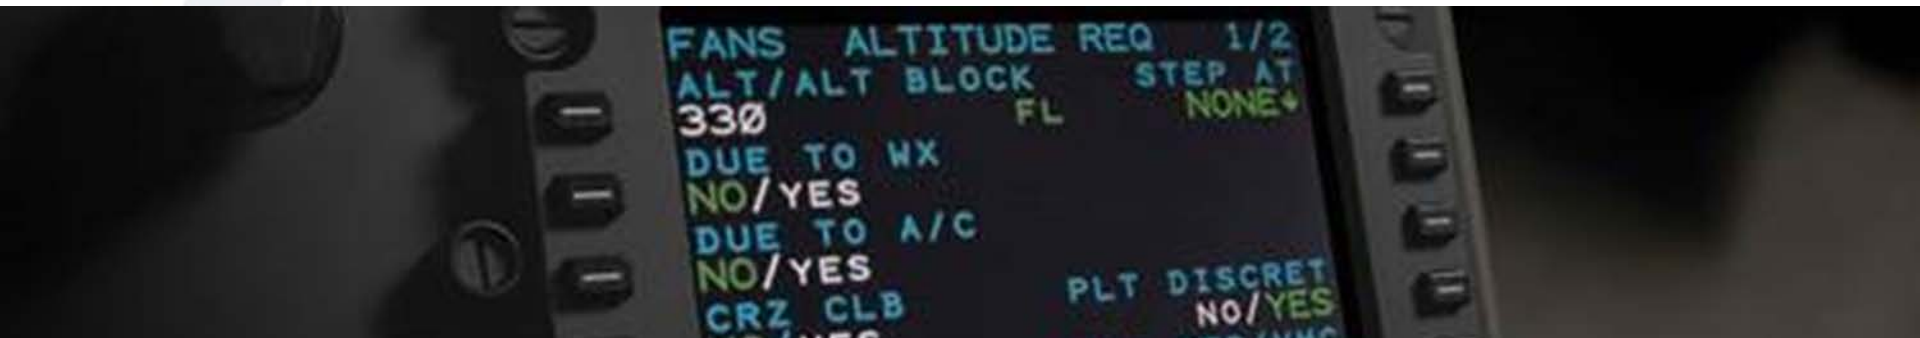 FANS ALTITUDE REQ 1/2
ALT/ALT BLOCK STEP AT
330 FL NONE↓
DUE TO WX
NO/YES
DUE TO A/C
NO/YES PLT DISCRET
CRZ CLB NO/YES